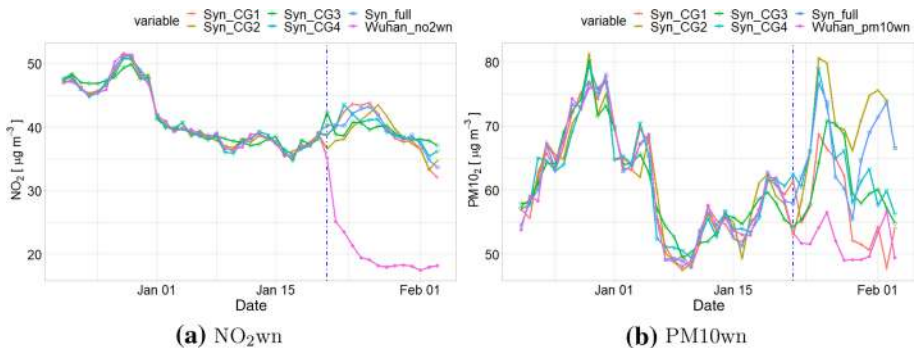 variable Syn_CG1 Syn_CG3 Syn_full
Syn_CG2 Syn_CG4 Wuhan_no2wn
NO2 [ µg m⁻³ ]
50
40
30
20
Jan 01 Jan 15 Feb 01
Date
(a) NO2wn
variable Syn_CG1 Syn_CG3 Syn_full
Syn_CG2 Syn_CG4 Wuhan_pm10wn
PM102 [ µg m⁻³ ]
80
70
60
50
Jan 01 Jan 15 Feb 01
Date
(b) PM10wn